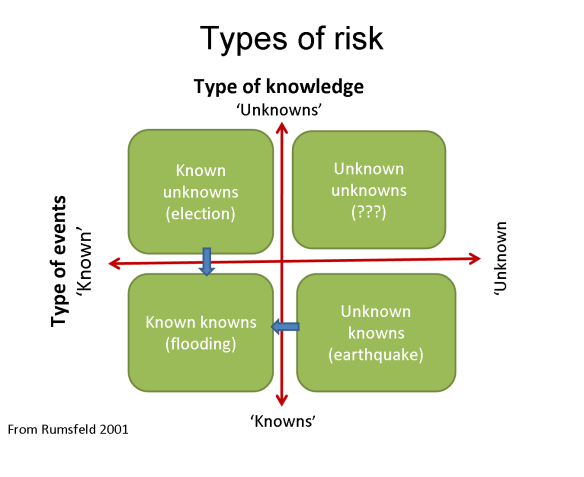 Types of risk
Type of knowledge
‘Unknowns’
Known
unknowns
(election)
Unknown
unknowns
(???)
Type of events
‘Known’
‘Unknown
Known knowns
(flooding)
Unknown
knowns
(earthquake)
‘Knowns’
From Rumsfeld 2001